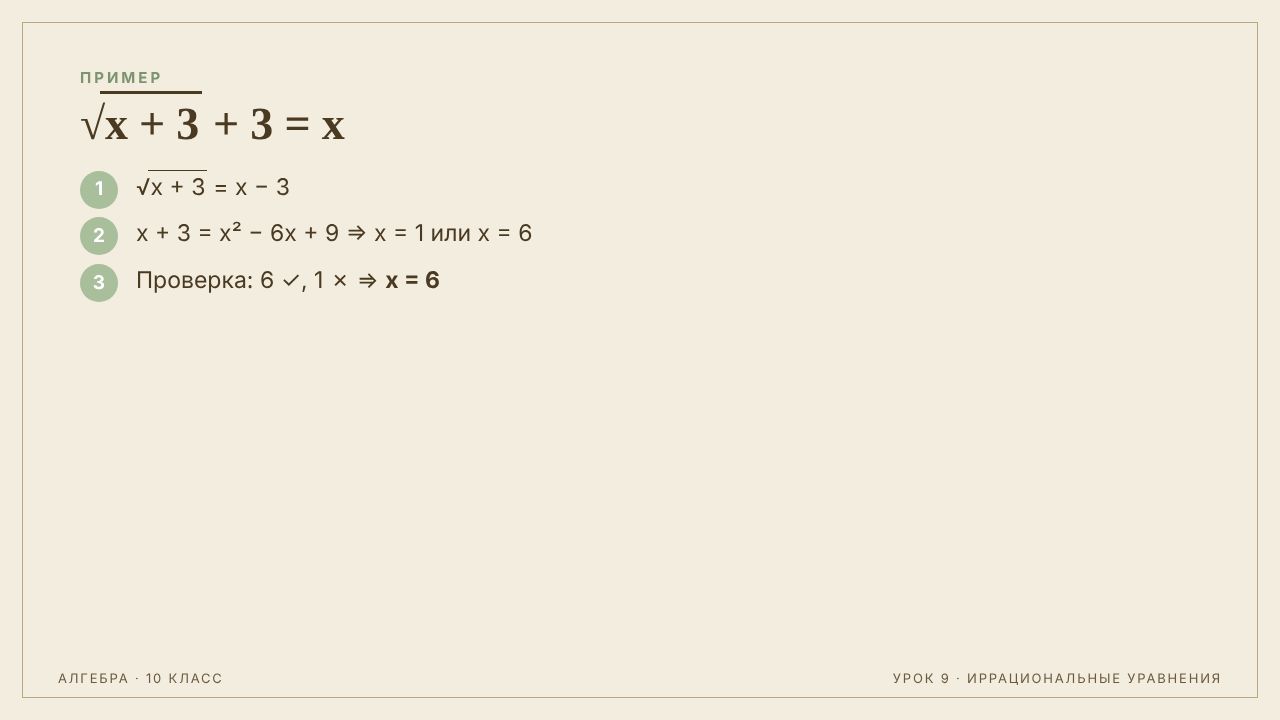 ПРИМЕР
√x + 3 + 3 = x
1 √x + 3 = x − 3
2 x + 3 = x² − 6x + 9 ⇒ x = 1 или x = 6
3 Проверка: 6 ✓, 1 × ⇒ x = 6
АЛГЕБРА · 10 КЛАСС
УРОК 9 · ИРРАЦИОНАЛЬНЫЕ УРАВНЕНИЯ